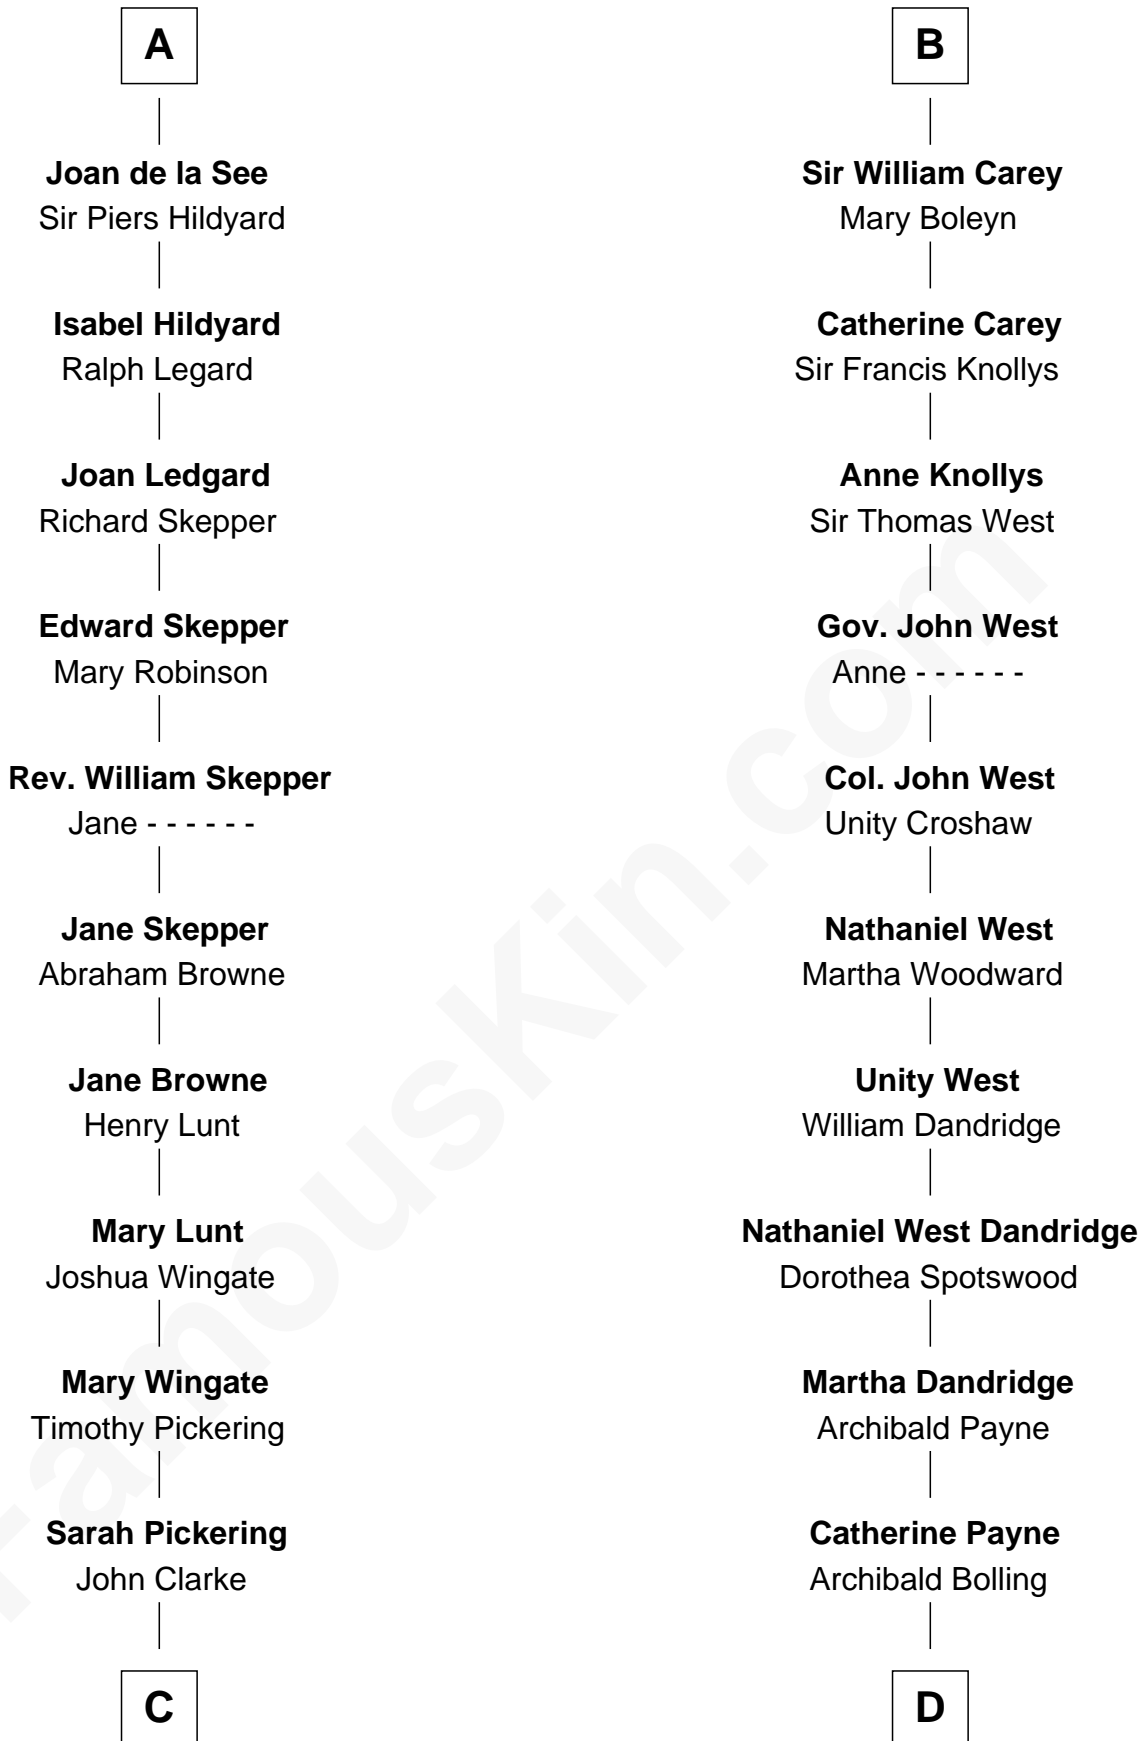 A
Joan de la See
Sir Piers Hildyard
Isabel Hildyard
Ralph Legard
Joan Ledgard
Richard Skepper
Edward Skepper
Mary Robinson
Rev. William Skepper
Jane - - - - - -
Jane Skepper
Abraham Browne
Jane Browne
Henry Lunt
Mary Lunt
Joshua Wingate
Mary Wingate
Timothy Pickering
Sarah Pickering
John Clarke
C
B
Sir William Carey
Mary Boleyn
Catherine Carey
Sir Francis Knollys
Anne Knollys
Sir Thomas West
Gov. John West
Anne - - - - - -
Col. John West
Unity Croshaw
Nathaniel West
Martha Woodward
Unity West
William Dandridge
Nathaniel West Dandridge
Dorothea Spotswood
Martha Dandridge
Archibald Payne
Catherine Payne
Archibald Bolling
D
FamousKin.com